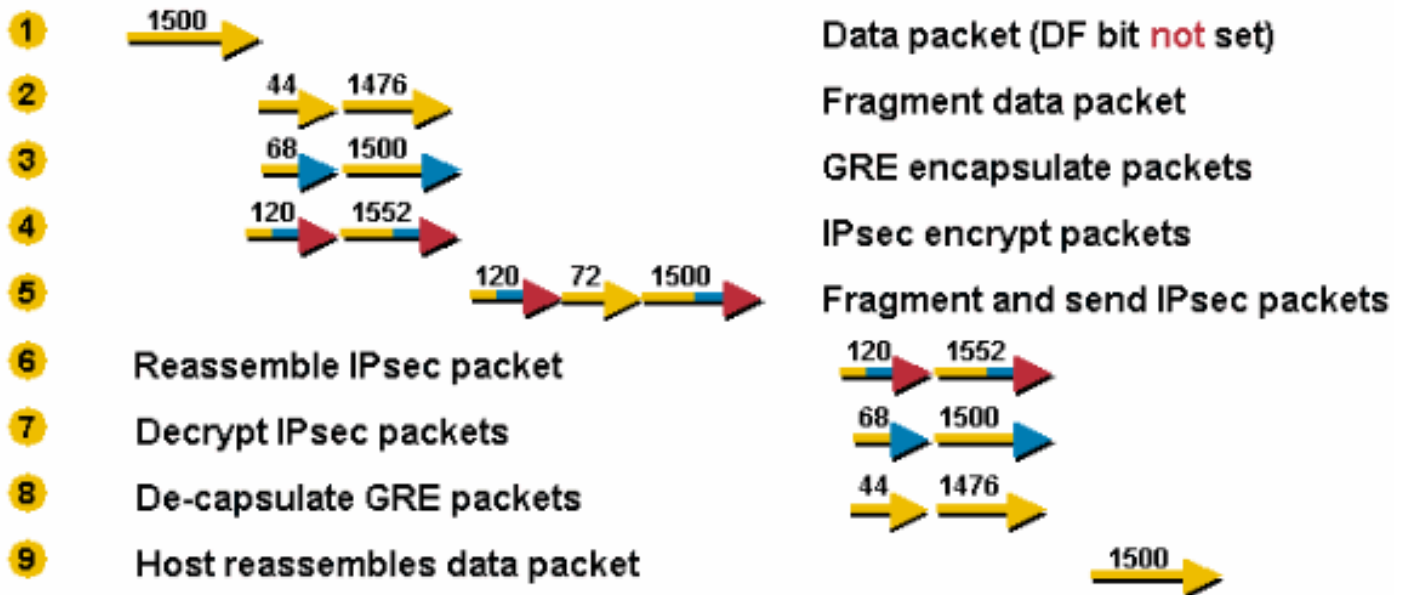 1 1500 Data packet (DF bit not set)
2 44 1476 Fragment data packet
3 68 1500 GRE encapsulate packets
4 120 1552 IPsec encrypt packets
5 120 72 1500 Fragment and send IPsec packets
6 Reassemble IPsec packet 120 1552
7 Decrypt IPsec packets 68 1500
8 De-capsulate GRE packets 44 1476
9 Host reassembles data packet 1500